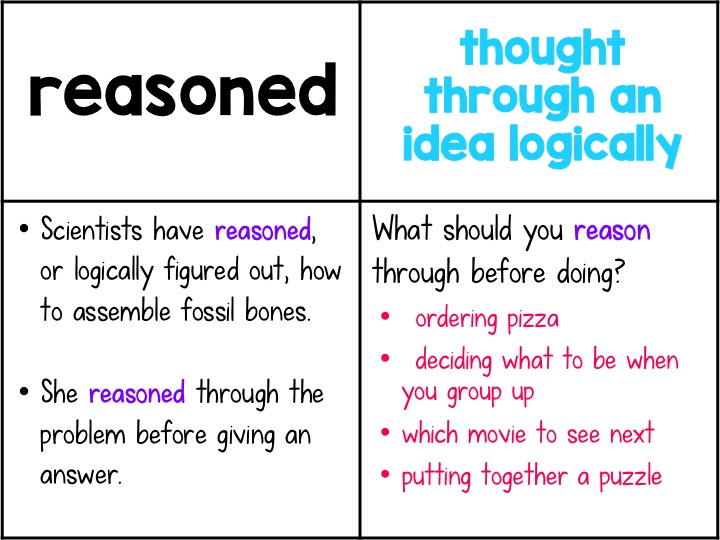 reasoned
thought
through an
idea logically
• Scientists have reasoned,
or logically figured out, how
to assemble fossil bones.
• She reasoned through the
problem before giving an
answer.
What should you reason
through before doing?
• ordering pizza
• deciding what to be when
you group up
• which movie to see next
• putting together a puzzle